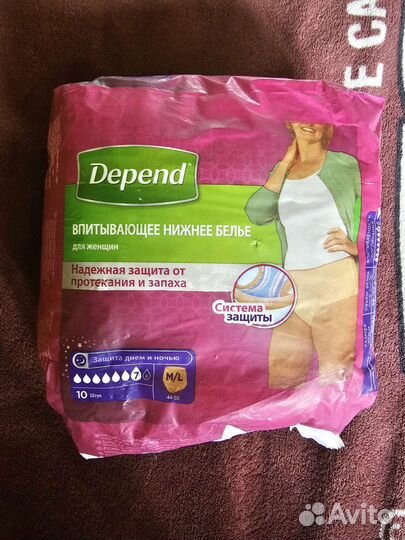 E CA
Depend
ВПИТЫВАЮЩЕЕ НИЖНЕЕ БЕЛЬЕ
для женщин
Надежная защита от
протекания и запаха
Система
защиты
Защита днем и ночью
7
M/L
10 Штук
44-50
Avito